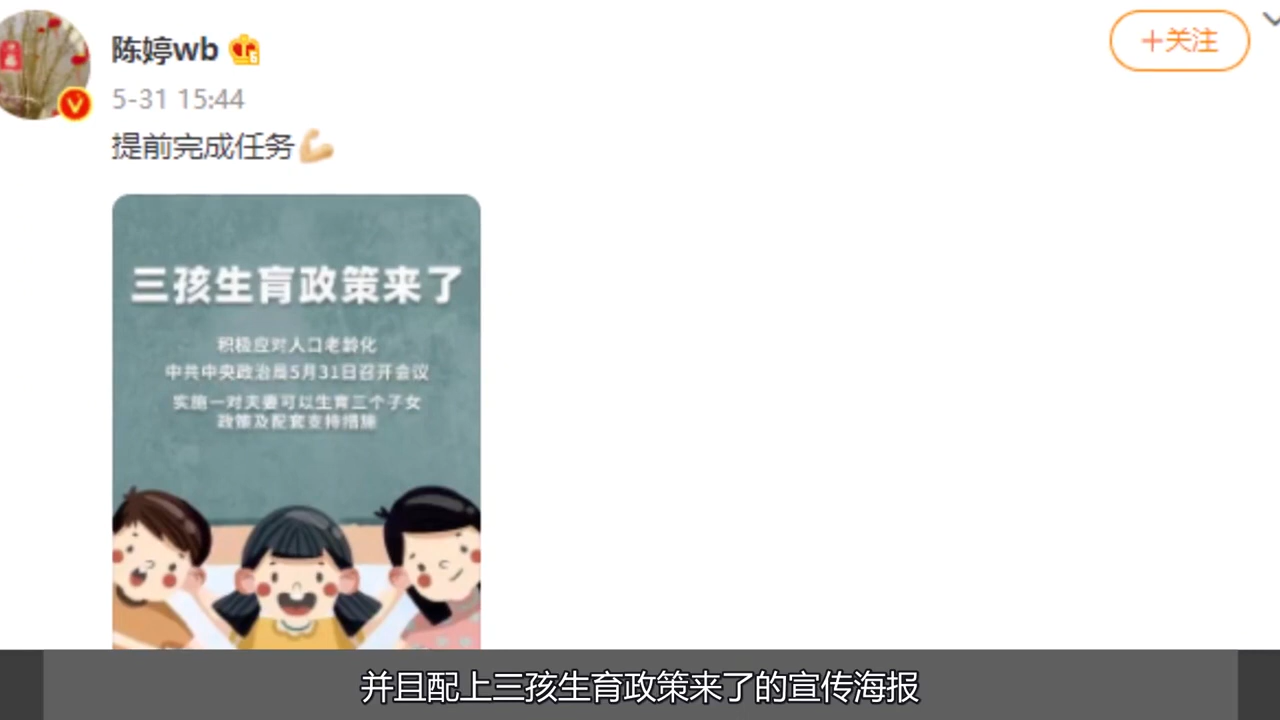 陈婷wb
+关注
5-31 15:44
提前完成任务
三孩生育政策来了
积极应对人口老龄化
中共中央政治局5月31日召开会议
实施一对夫妻可以生育三个子女
政策及配套支持措施
并且配上三孩生育政策来了的宣传海报